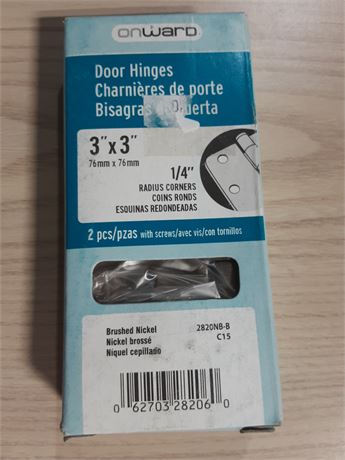 onward
Door Hinges
Charnières de porte
Bisagras de puerta
3" x 3"
76mm x 76mm
1/4"
RADIUS CORNERS
COINS RONDS
ESQUINAS REDONDEADAS
2 pcs/pzas with screws/avec vis/con tornillos
Brushed Nickel 2820NB-B
Nickel brossé C15
Níquel cepillado
0 62703 28206 0